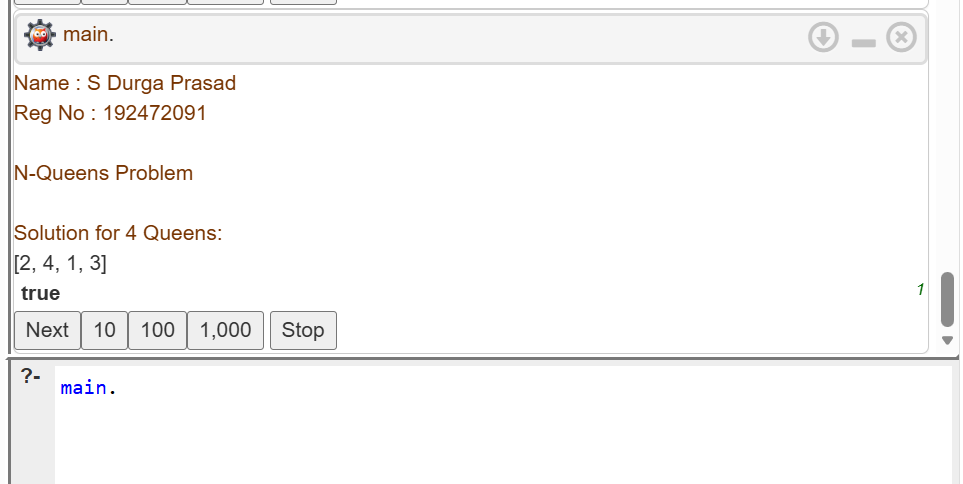 main.
Name : S Durga Prasad
Reg No : 192472091
N-Queens Problem
Solution for 4 Queens:
[2, 4, 1, 3]
true 1
Next 10 100 1,000 Stop
?- main.